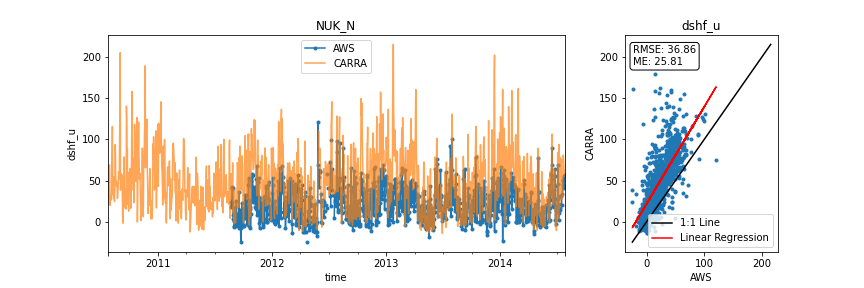 NUK_N
dshf_u
200
150
100
50
0
2011
2012
2013
2014
time
AWS
CARRA
dshf_u
CARRA
200
150
100
50
0
0
100
200
AWS
RMSE: 36.86
ME: 25.81
1:1 Line
Linear Regression